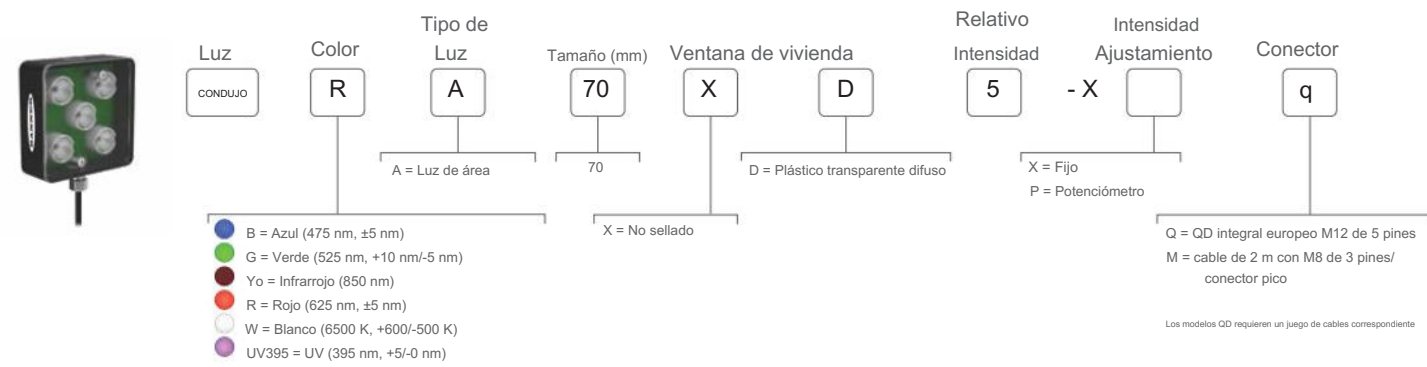 Luz
Color
Tipo de
Luz
Tamaño (mm)
Ventana de vivienda
Relativo
Intensidad
Intensidad
Ajustamiento
Conector
CONDUJO
R
A
70
X
D
5
- X
q
A = Luz de área
70
D = Plástico transparente difuso
X = Fijo
P = Potenciómetro
B = Azul (475 nm, ±5 nm)
G = Verde (525 nm, +10 nm/-5 nm)
Yo = Infrarrojo (850 nm)
R = Rojo (625 nm, ±5 nm)
W = Blanco (6500 K, +600/-500 K)
UV395 = UV (395 nm, +5/-0 nm)
X = No sellado
Q = QD integral europeo M12 de 5 pines
M = cable de 2 m con M8 de 3 pines/
conector pico
Los modelos QD requieren un juego de cables correspondiente
BANNER